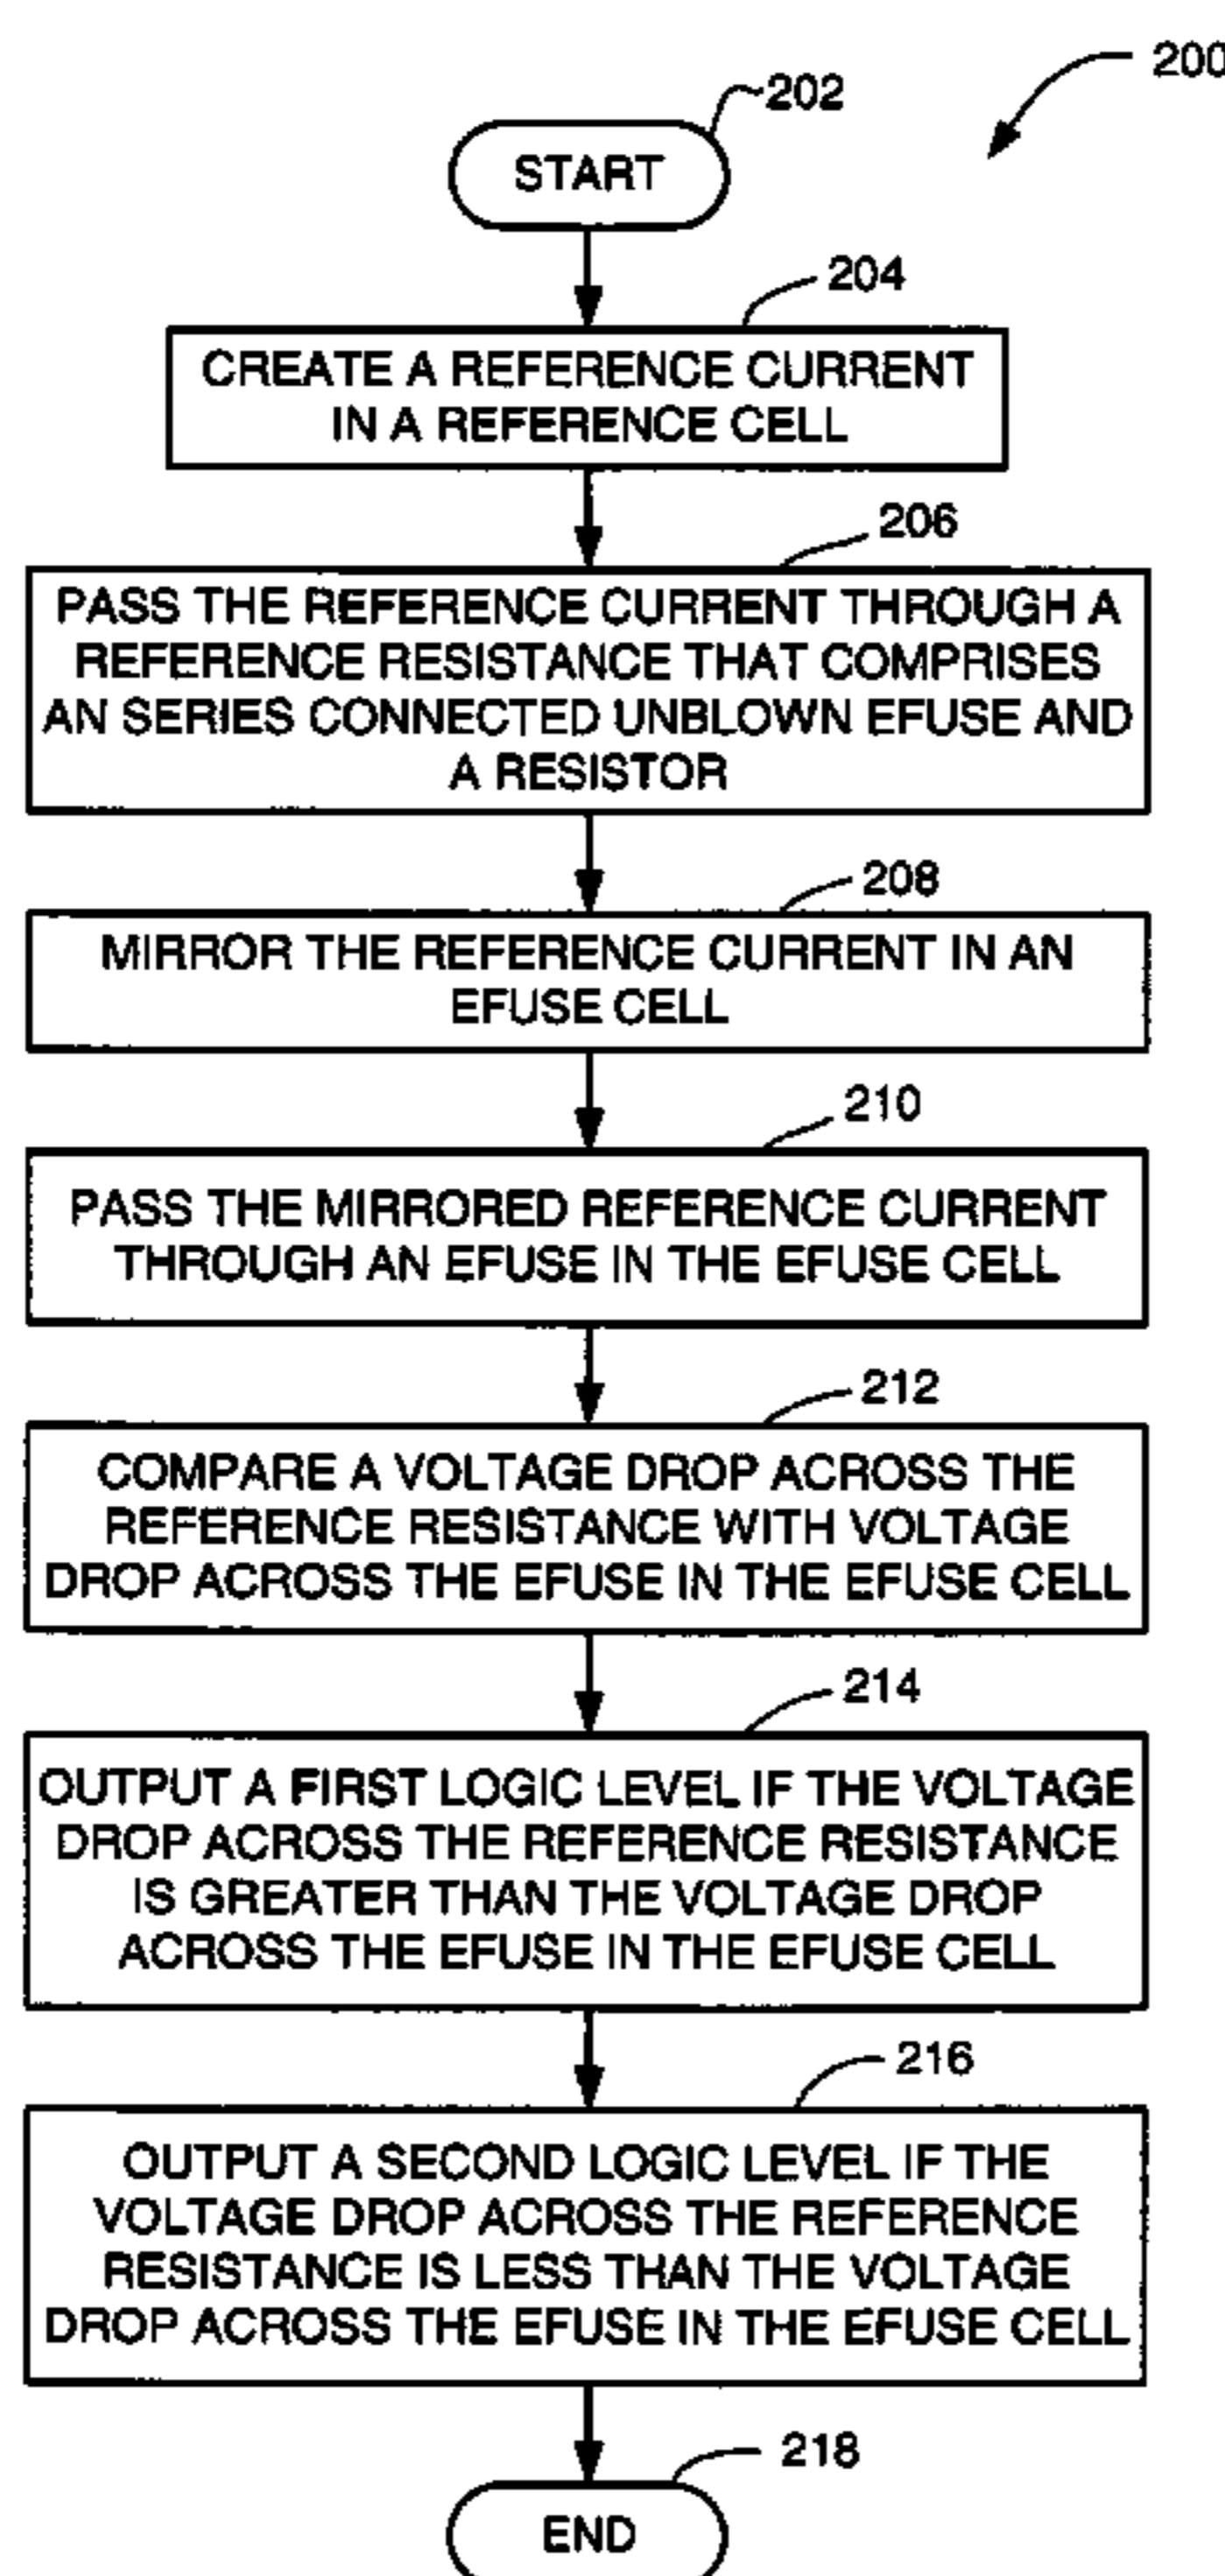 200
202
START
204
CREATE A REFERENCE CURRENT
IN A REFERENCE CELL
206
PASS THE REFERENCE CURRENT THROUGH A
REFERENCE RESISTANCE THAT COMPRISES
AN SERIES CONNECTED UNBLOWN EFUSE AND
A RESISTOR
208
MIRROR THE REFERENCE CURRENT IN AN
EFUSE CELL
210
PASS THE MIRRORED REFERENCE CURRENT
THROUGH AN EFUSE IN THE EFUSE CELL
212
COMPARE A VOLTAGE DROP ACROSS THE
REFERENCE RESISTANCE WITH VOLTAGE
DROP ACROSS THE EFUSE IN THE EFUSE CELL
214
OUTPUT A FIRST LOGIC LEVEL IF THE VOLTAGE
DROP ACROSS THE REFERENCE RESISTANCE
IS GREATER THAN THE VOLTAGE DROP
ACROSS THE EFUSE IN THE EFUSE CELL
216
OUTPUT A SECOND LOGIC LEVEL IF THE
VOLTAGE DROP ACROSS THE REFERENCE
RESISTANCE IS LESS THAN THE VOLTAGE
DROP ACROSS THE EFUSE IN THE EFUSE CELL
218
END